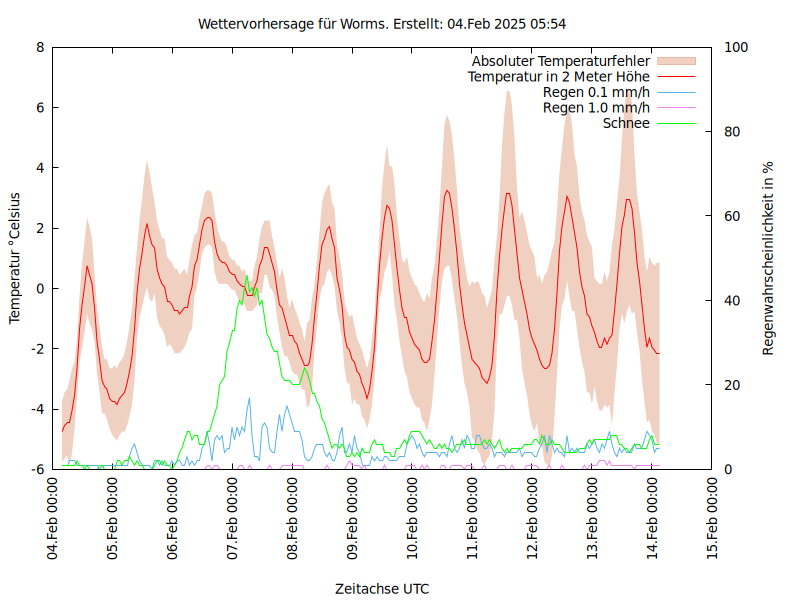 Wettervorhersage für Worms. Erstellt: 04.Feb 2025 05:54
Absoluter Temperaturfehler
Temperatur in 2 Meter Höhe
Regen 0.1 mm/h
Regen 1.0 mm/h
Schnee
Temperatur °Celsius
8
6
4
2
0
-2
-4
-6
100
80
60
40
20
0
Regenwahrscheinlichkeit in %
04.Feb 00:00
05.Feb 00:00
06.Feb 00:00
07.Feb 00:00
08.Feb 00:00
09.Feb 00:00
10.Feb 00:00
11.Feb 00:00
12.Feb 00:00
13.Feb 00:00
14.Feb 00:00
15.Feb 00:00
Zeitachse UTC